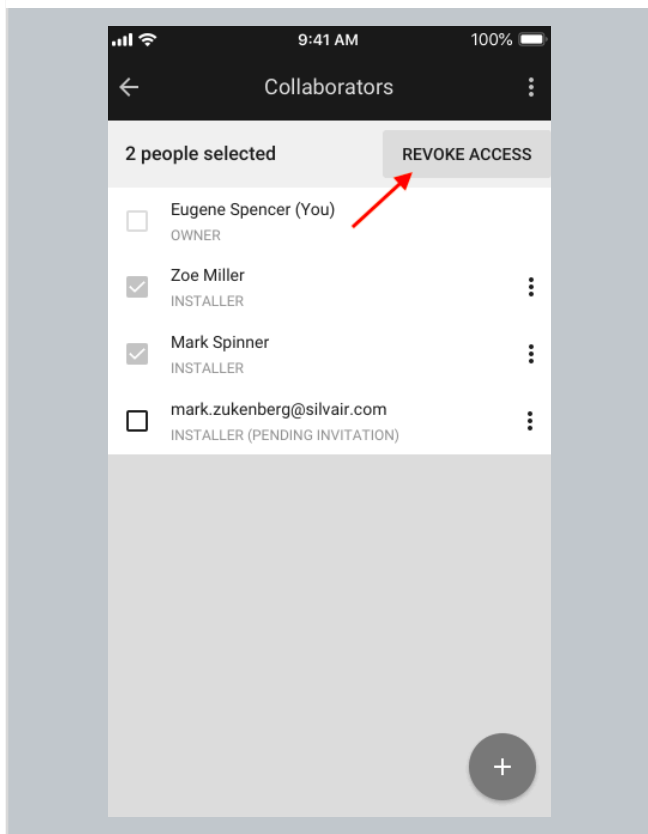 9:41 AM
100%
Collaborators
2 people selected
REVOKE ACCESS
Eugene Spencer (You)
OWNER
Zoe Miller
INSTALLER
Mark Spinner
INSTALLER
mark.zukenberg@silvair.com
INSTALLER (PENDING INVITATION)